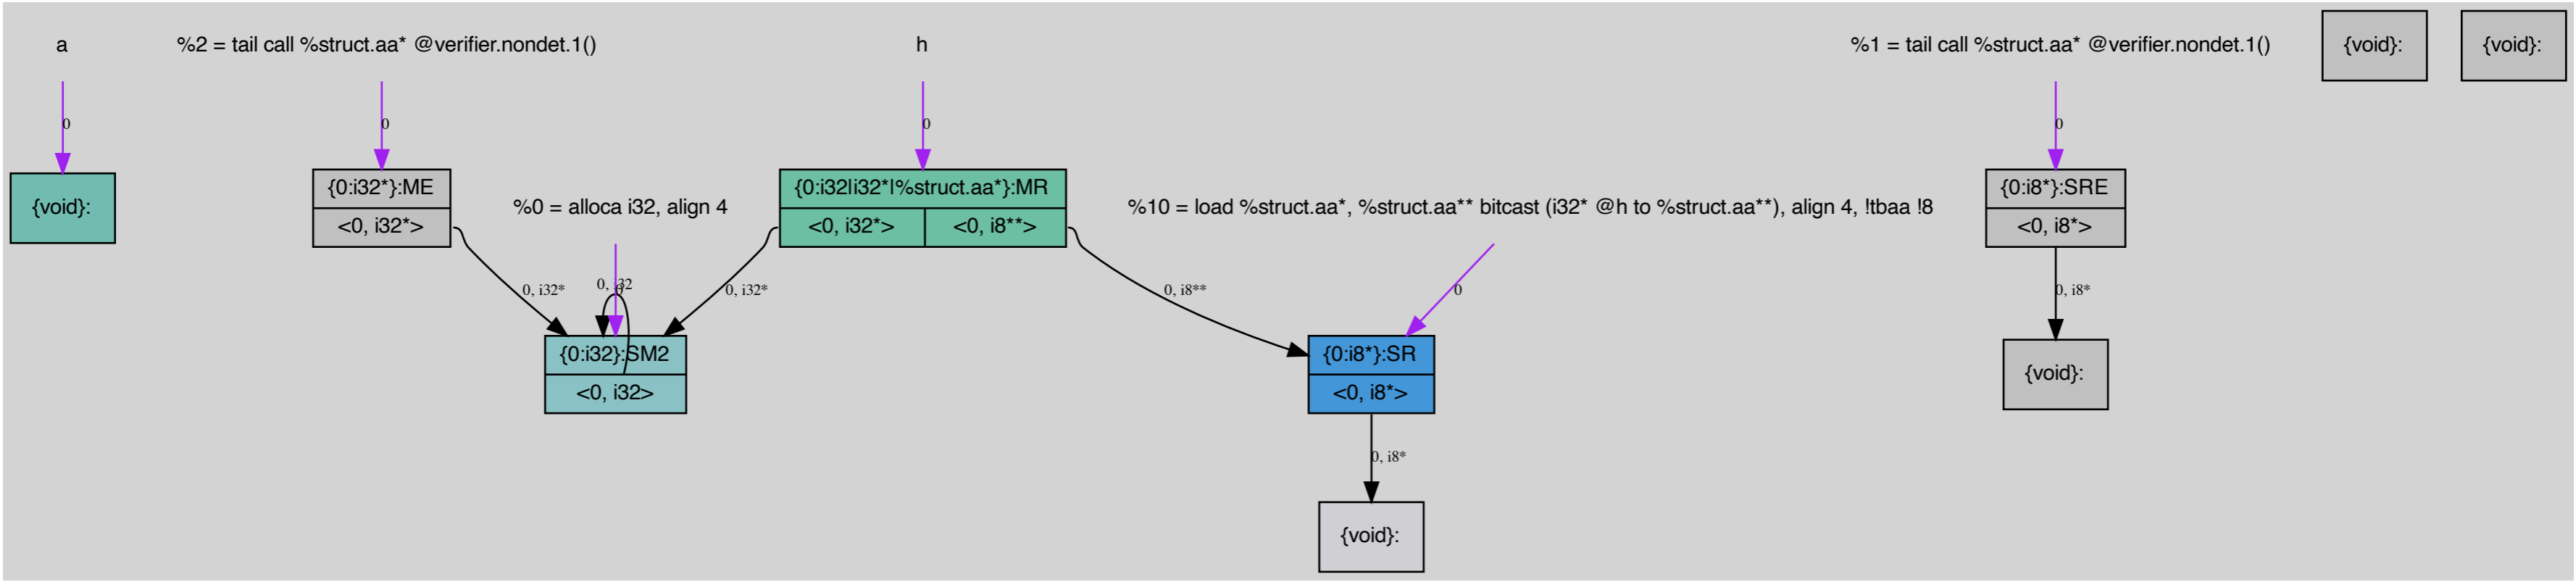 a
%2 = tail call %struct.aa* @verifier.nondet.1()
h
%1 = tail call %struct.aa* @verifier.nondet.1()
{void}:
{void}:
0
0
0
0
{void}:
{0:i32*}:ME
<0, i32*>
%0 = alloca i32, align 4
{0:i32|i32*|%struct.aa*}:MR
<0, i32*>
<0, i8**>
%10 = load %struct.aa*, %struct.aa** bitcast (i32* @h to %struct.aa**), align 4, !tbaa !8
{0:i8*}:SRE
<0, i8*>
0, i32*
0, i32
0
0, i32*
0, i8**
0
0, i8*
{0:i32}:SM2
<0, i32>
{0:i8*}:SR
<0, i8*>
{void}:
0, i8*
{void}: